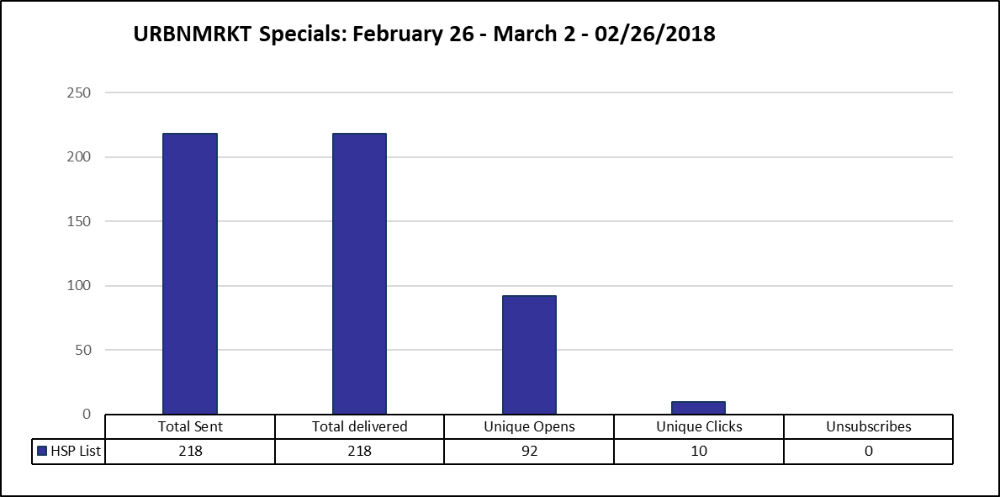 URBNMRKT Specials: February 26 - March 2 - 02/26/2018
250
200
150
100
50
0
Total Sent Total delivered Unique Opens Unique Clicks Unsubscribes
HSP List 218 218 92 10 0